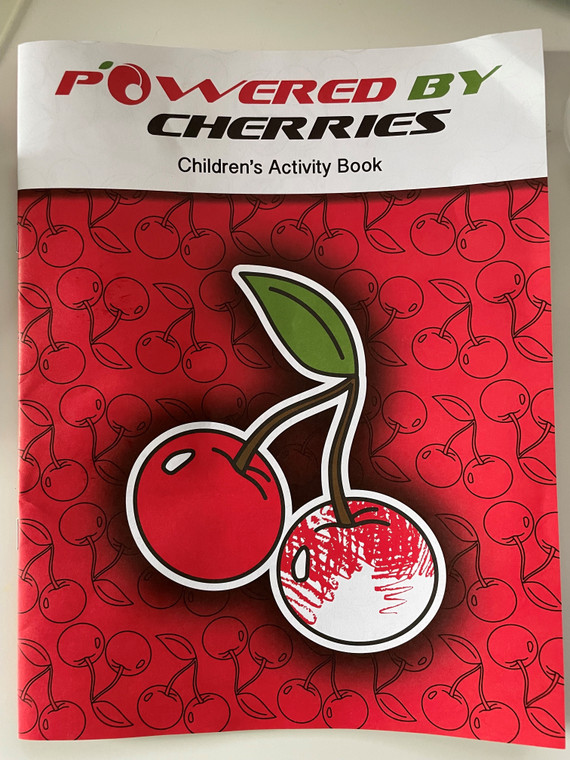 POWERED BY
CHERRIES
Children's Activity Book